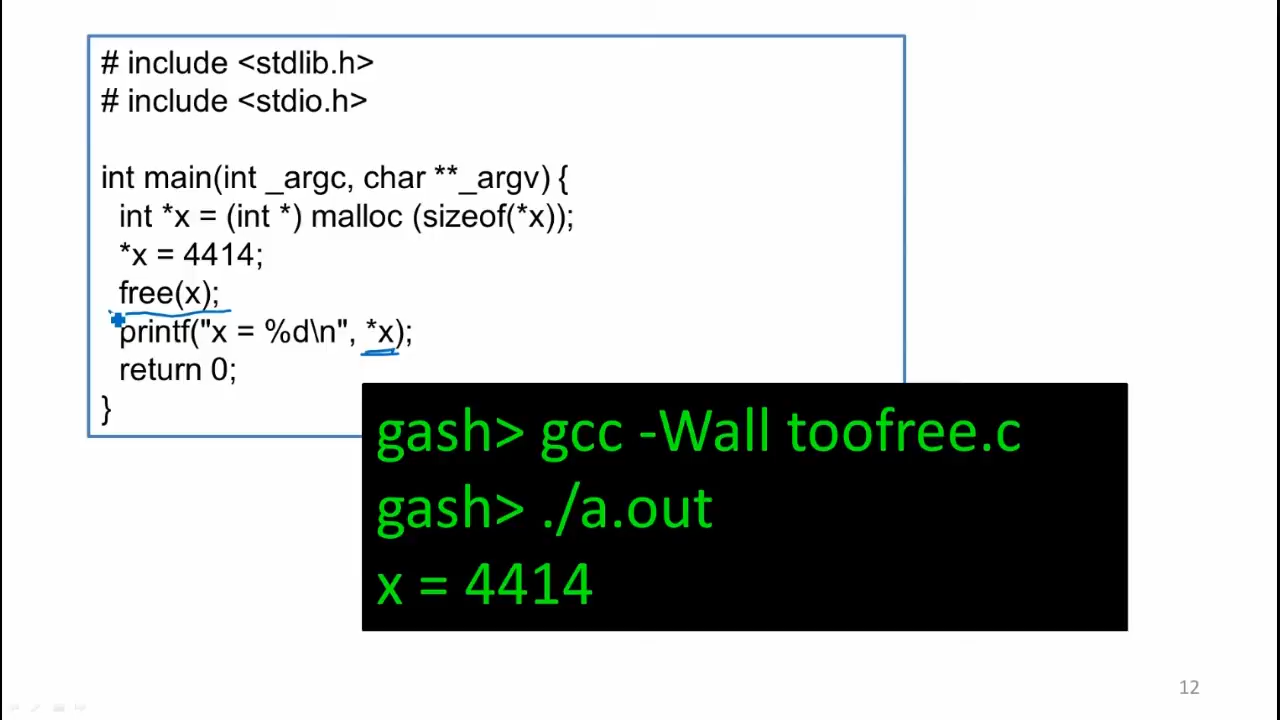 # include <stdlib.h>
# include <stdio.h>
int main(int _argc, char **_argv) {
int *x = (int *) malloc (sizeof(*x));
*x = 4414;
free(x);
printf("x = %d\n", *x);
return 0;
}
gash> gcc -Wall toofree.c
gash> ./a.out
x = 4414
12